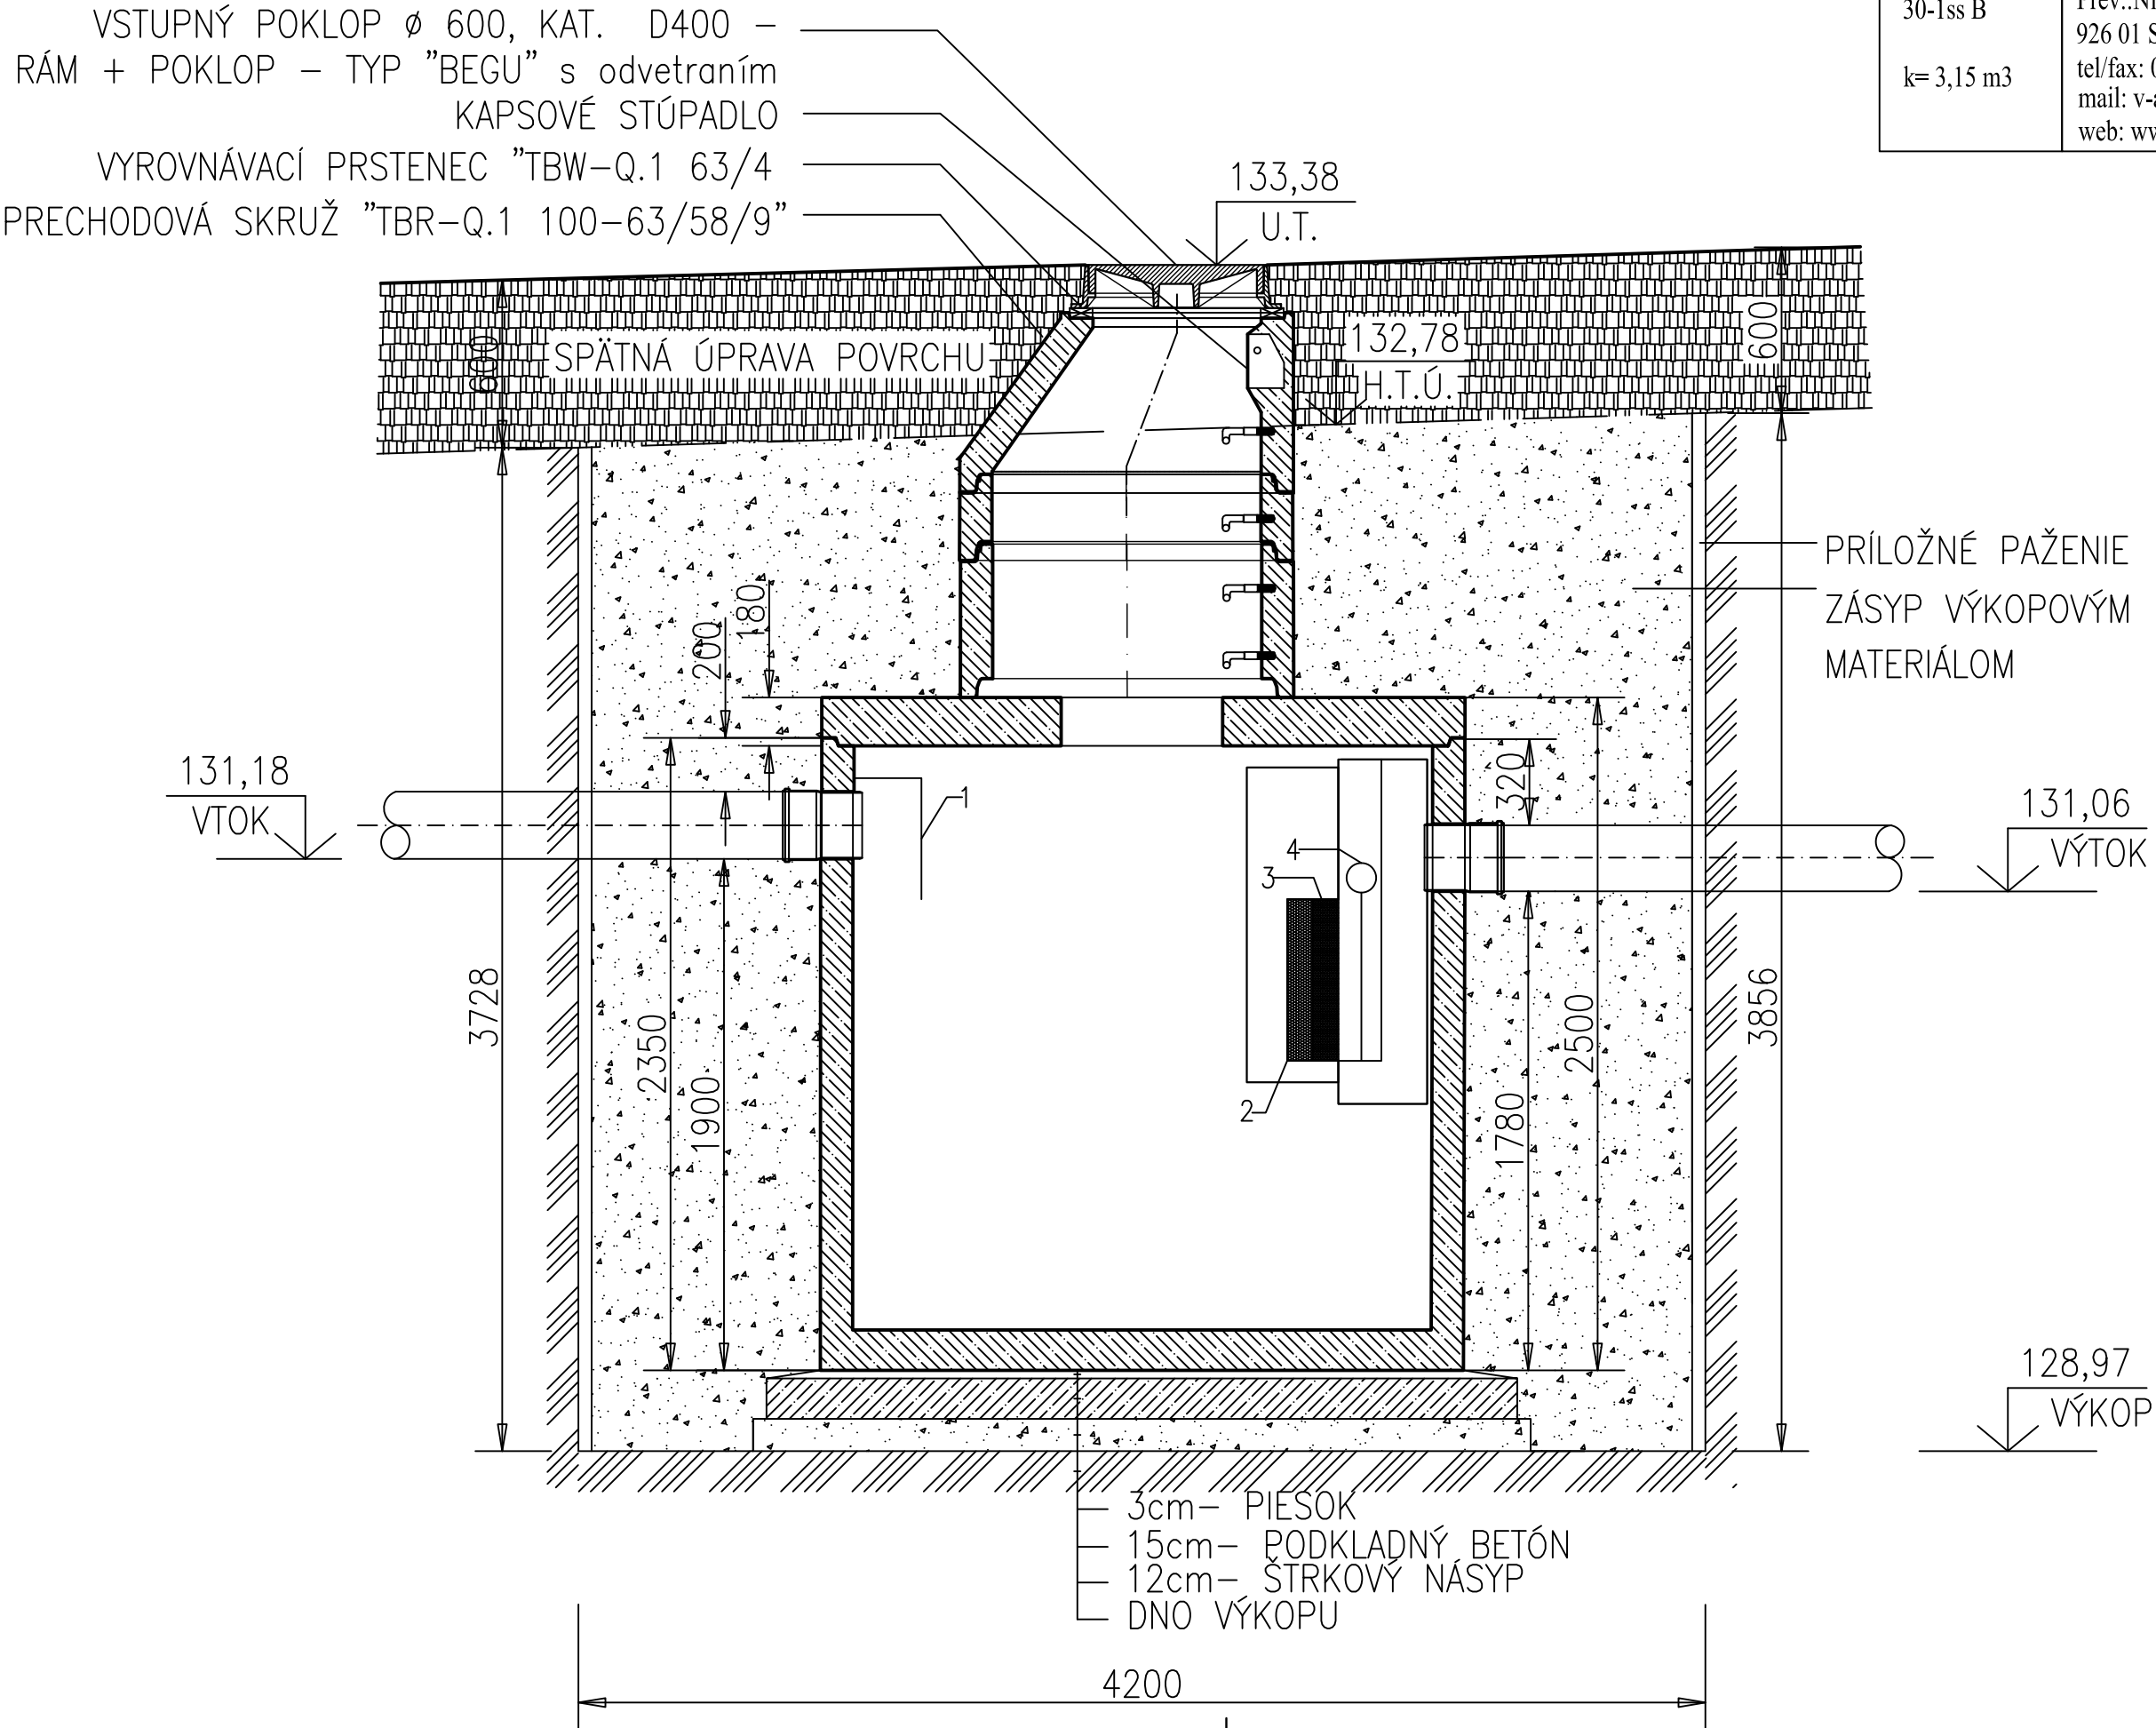 VSTUPNÝ POKLOP ø 600, KAT. D400 –
RÁM + POKLOP – TYP "BEGU" s odvetraním
KAPSOVÉ STÚPADLO
VYROVNÁVACÍ PRSTENEC "TBW–Q.1 63/4
PRECHODOVÁ SKRUŽ "TBR–Q.1 100–63/58/9"
30-1ss B
k= 3,15 m3
926 01 S
tel/fax: 0
mail: v-a
web: ww
133,38
U.T.
600
SPÄTNÁ ÚPRAVA POVRCHU
132,78
H.T.Ú.
600
PRÍLOŽNÉ PAŽENIE
ZÁSYP VÝKOPOVÝM
MATERIÁLOM
180
200
131,18
VTOK
1
320
131,06
VÝTOK
4
3
2
3728
2350
1900
1780
2500
3856
128,97
VÝKOP
3cm– PIESOK
15cm– PODKLADNÝ BETÓN
12cm– ŠTRKOVÝ NÁSYP
DNO VÝKOPU
4200